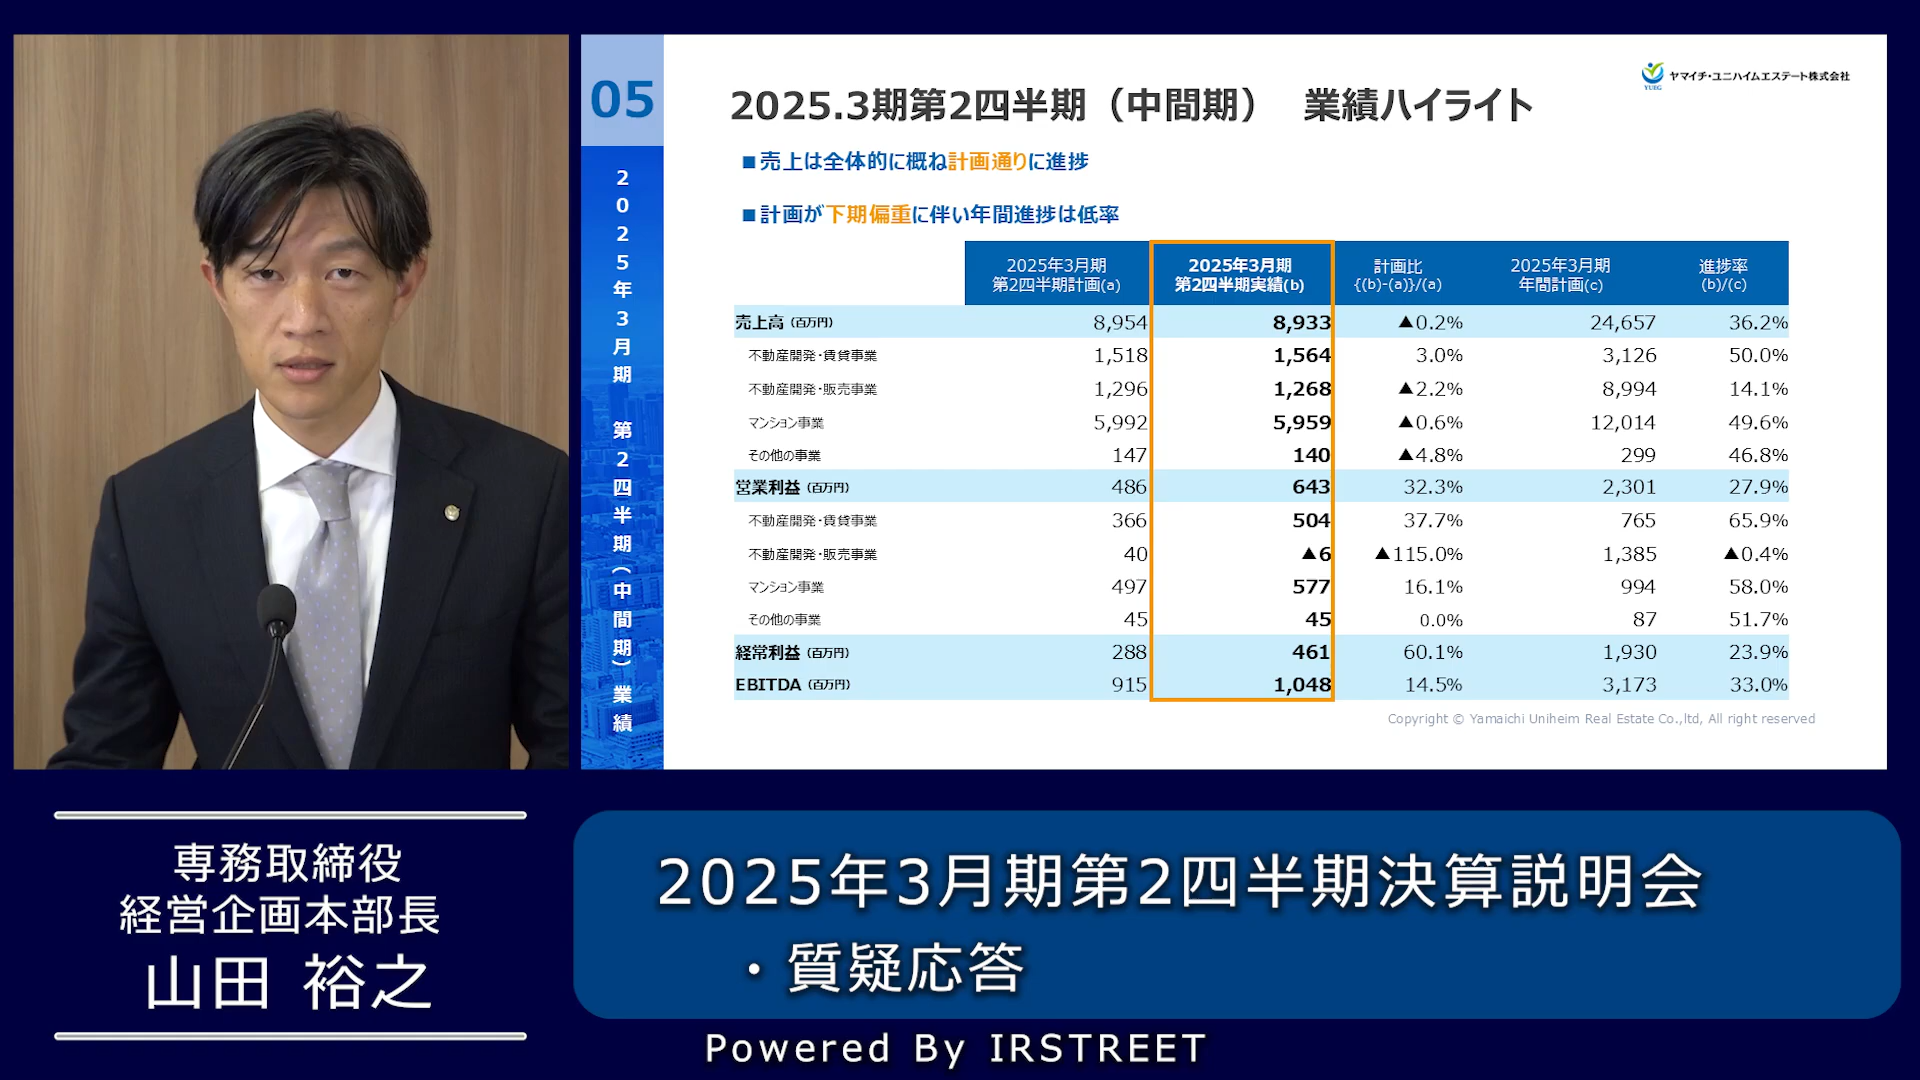 05
2025年3月期 第2四半期(中間期)業績
YUEG
ヤマイチ・ユニハイムエステート株式会社
2025.3期第2四半期（中間期） 業績ハイライト
■売上は全体的に概ね計画通りに進捗
■計画が下期偏重に伴い年間進捗は低率
2025年3月期 第2四半期計画(a) 2025年3月期 第2四半期実績(b) 計画比 {(b)-(a)}/(a) 2025年3月期 年間計画(c) 進捗率 (b)/(c)
売上高（百万円） 8,954 8,933 ▲0.2% 24,657 36.2%
不動産開発・賃貸事業 1,518 1,564 3.0% 3,126 50.0%
不動産開発・販売事業 1,296 1,268 ▲2.2% 8,994 14.1%
マンション事業 5,992 5,959 ▲0.6% 12,014 49.6%
その他の事業 147 140 ▲4.8% 299 46.8%
営業利益（百万円） 486 643 32.3% 2,301 27.9%
不動産開発・賃貸事業 366 504 37.7% 765 65.9%
不動産開発・販売事業 40 ▲6 ▲115.0% 1,385 ▲0.4%
マンション事業 497 577 16.1% 994 58.0%
その他の事業 45 45 0.0% 87 51.7%
経常利益（百万円） 288 461 60.1% 1,930 23.9%
EBITDA（百万円） 915 1,048 14.5% 3,173 33.0%
Copyright © Yamaichi Uniheim Real Estate Co.,ltd, All right reserved
専務取締役
経営企画本部長
山田 裕之
2025年3月期第2四半期決算説明会
・質疑応答
Powered By IRSTREET